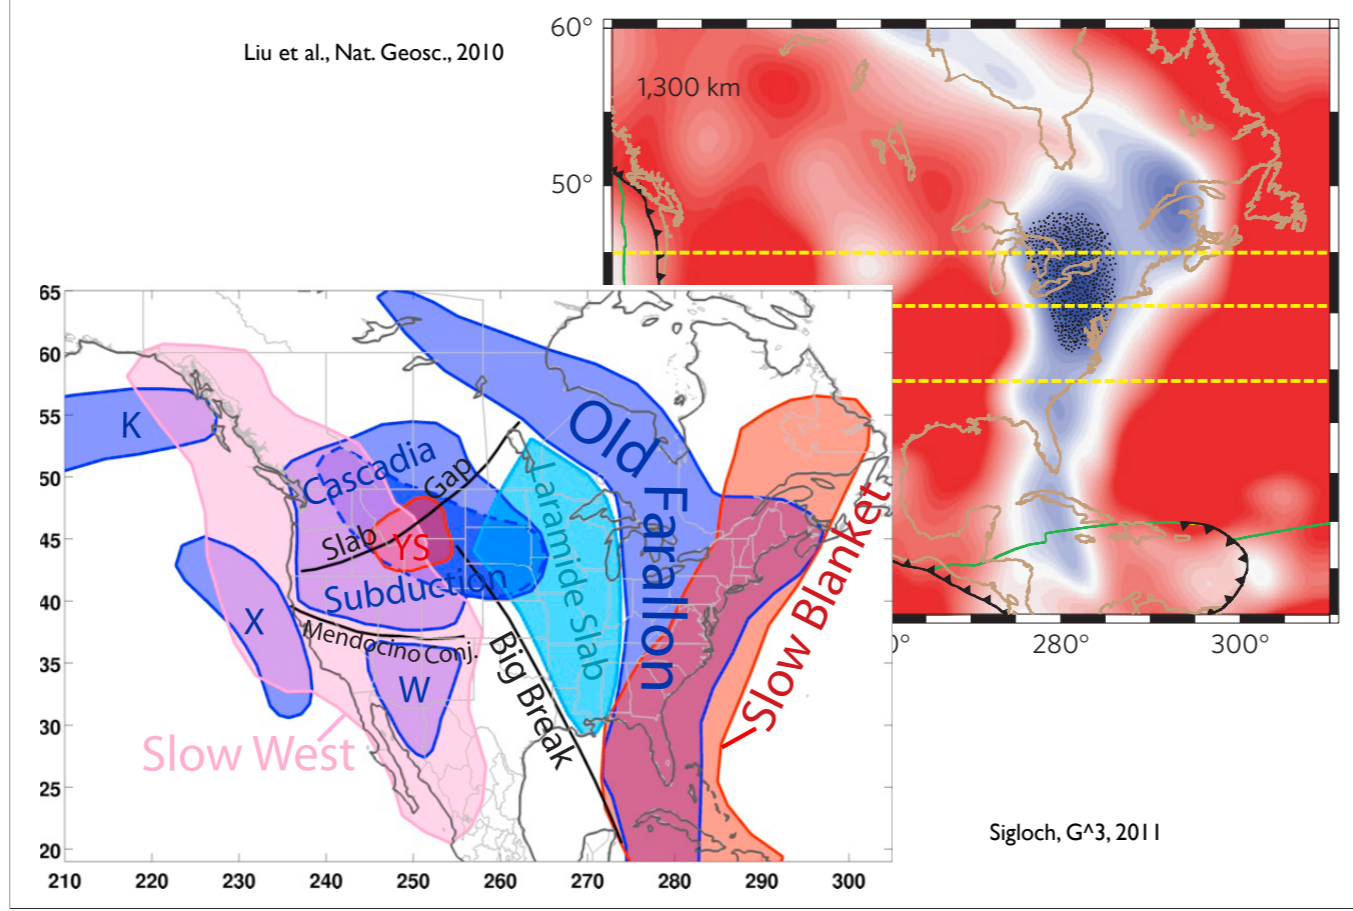 Liu et al., Nat. Geosc., 2010
60°
1,300 km
50°
0°
280°
300°
65
60
55
50
45
40
35
30
25
20
210
220
230
240
250
260
270
280
290
300
K
Cascadia
Slab Gap
YS
Subduction
X
Mendocino Conj.
W
Slow West
Big Break
Laramide Slab
Old Farallon
Slow Blanket
Sigloch, G^3, 2011